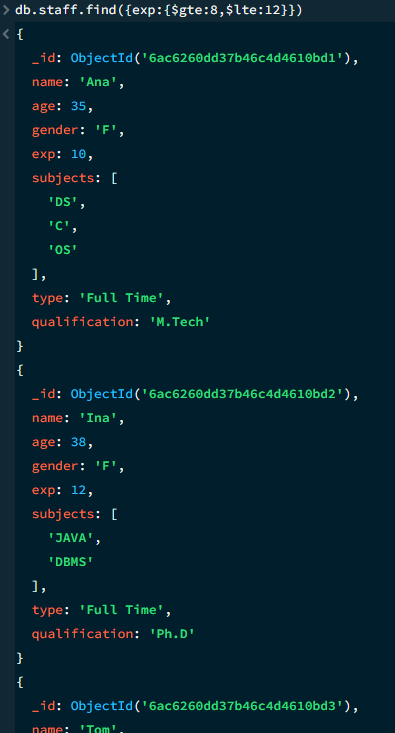 > db.staff.find({exp:{$gte:8,$lte:12}})
< {
_id: ObjectId('6ac6260dd37b46c4d4610bd1'),
name: 'Ana',
age: 35,
gender: 'F',
exp: 10,
subjects: [
'DS',
'C',
'OS'
],
type: 'Full Time',
qualification: 'M.Tech'
}
{
_id: ObjectId('6ac6260dd37b46c4d4610bd2'),
name: 'Ina',
age: 38,
gender: 'F',
exp: 12,
subjects: [
'JAVA',
'DBMS'
],
type: 'Full Time',
qualification: 'Ph.D'
}
{
_id: ObjectId('6ac6260dd37b46c4d4610bd3'),
name: 'Tom',